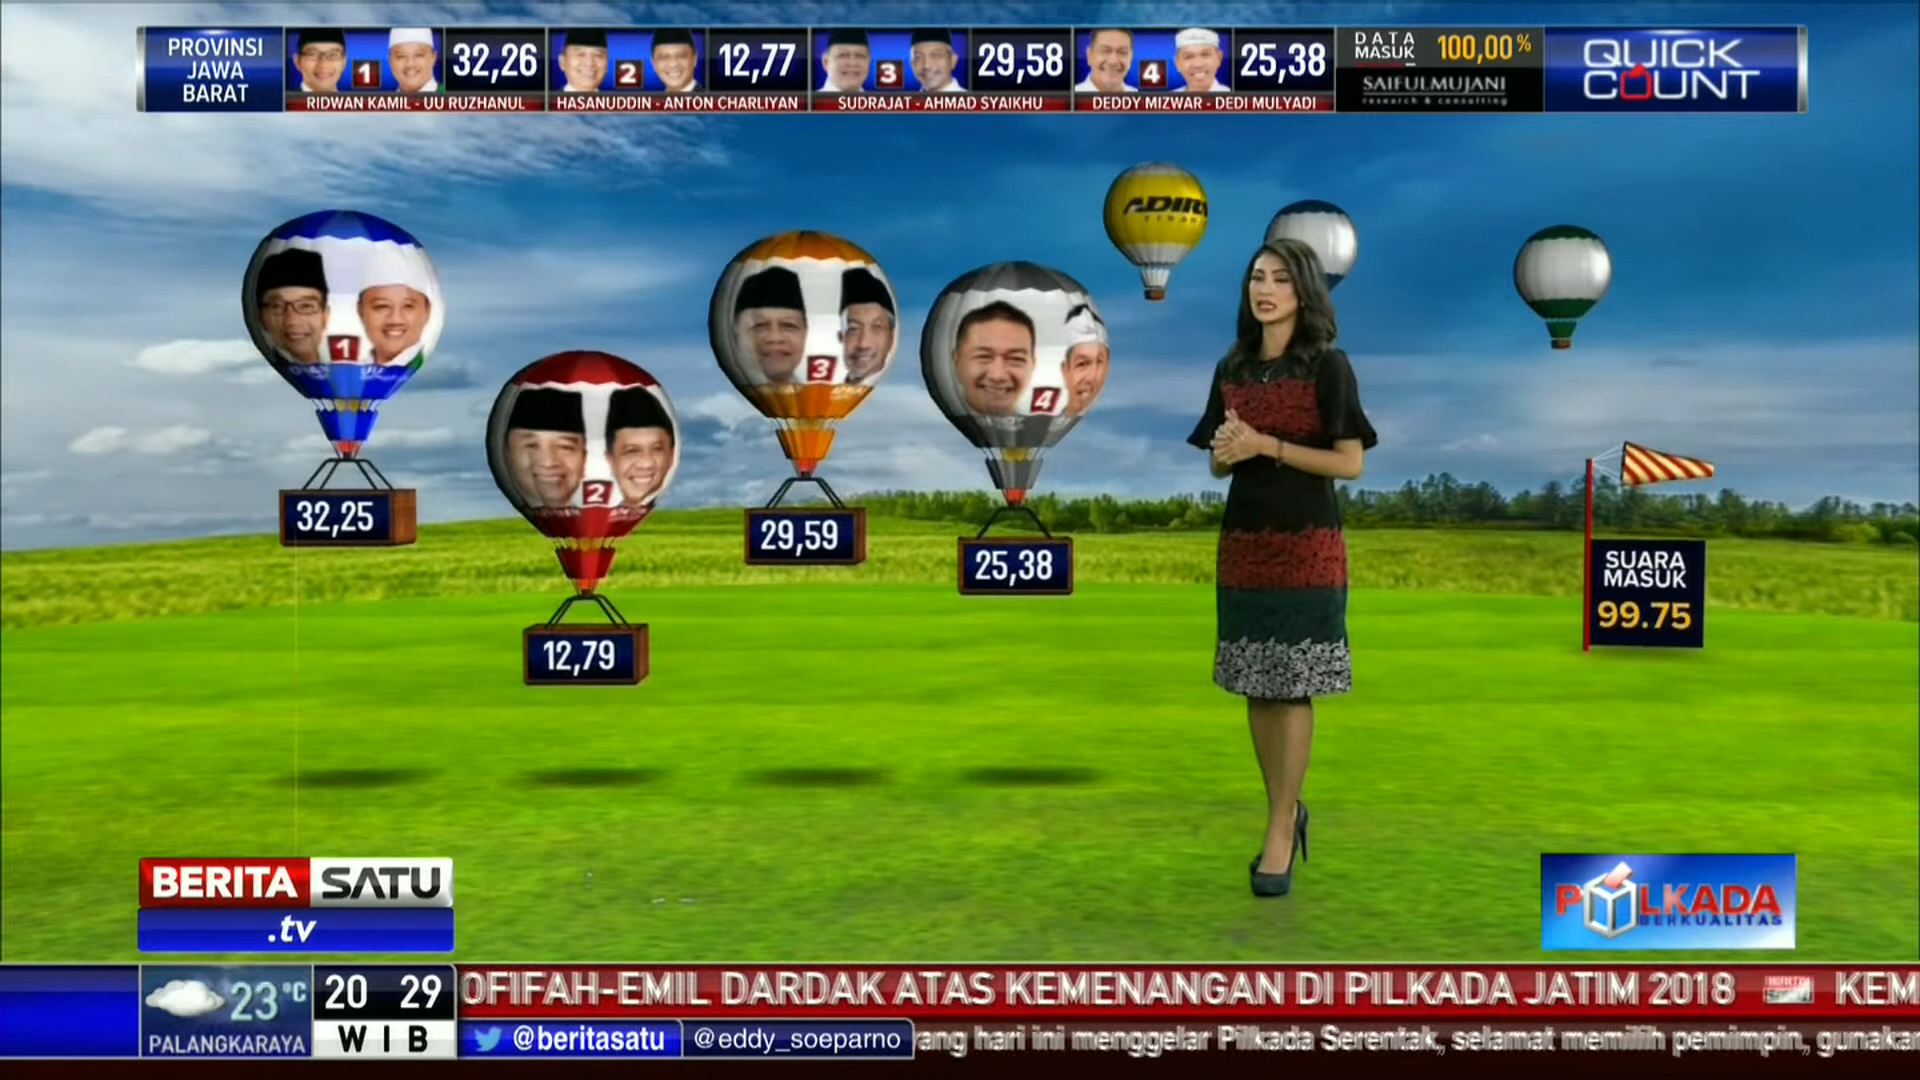 PROVINSI
JAWA
BARAT
1
32,26
RIDWAN KAMIL - UU RUZHANUL
2
12,77
HASANUDDIN - ANTON CHARLIYAN
3
29,58
SUDRAJAT - AHMAD SYAIKHU
4
25,38
DEDDY MIZWAR - DEDI MULYADI
DATA
MASUK
100,00%
SAIFULMUJANI
research & consulting
QUICK
COUNT
1
32,25
2
12,79
3
29,59
4
25,38
SUARA
MASUK
99.75
BERITA SATU
.tv
PILKADA
BERKUALITAS
23°C
PALANGKARAYA
20 29
WIB
OFIFAH-EMIL DARDAK ATAS KEMENANGAN DI PILKADA JATIM 2018
KEM
@beritasatu
@eddy_soeparno
ang hari ini menggelar Pilkada Serentak, selamat memilih pemimpin, gunaka